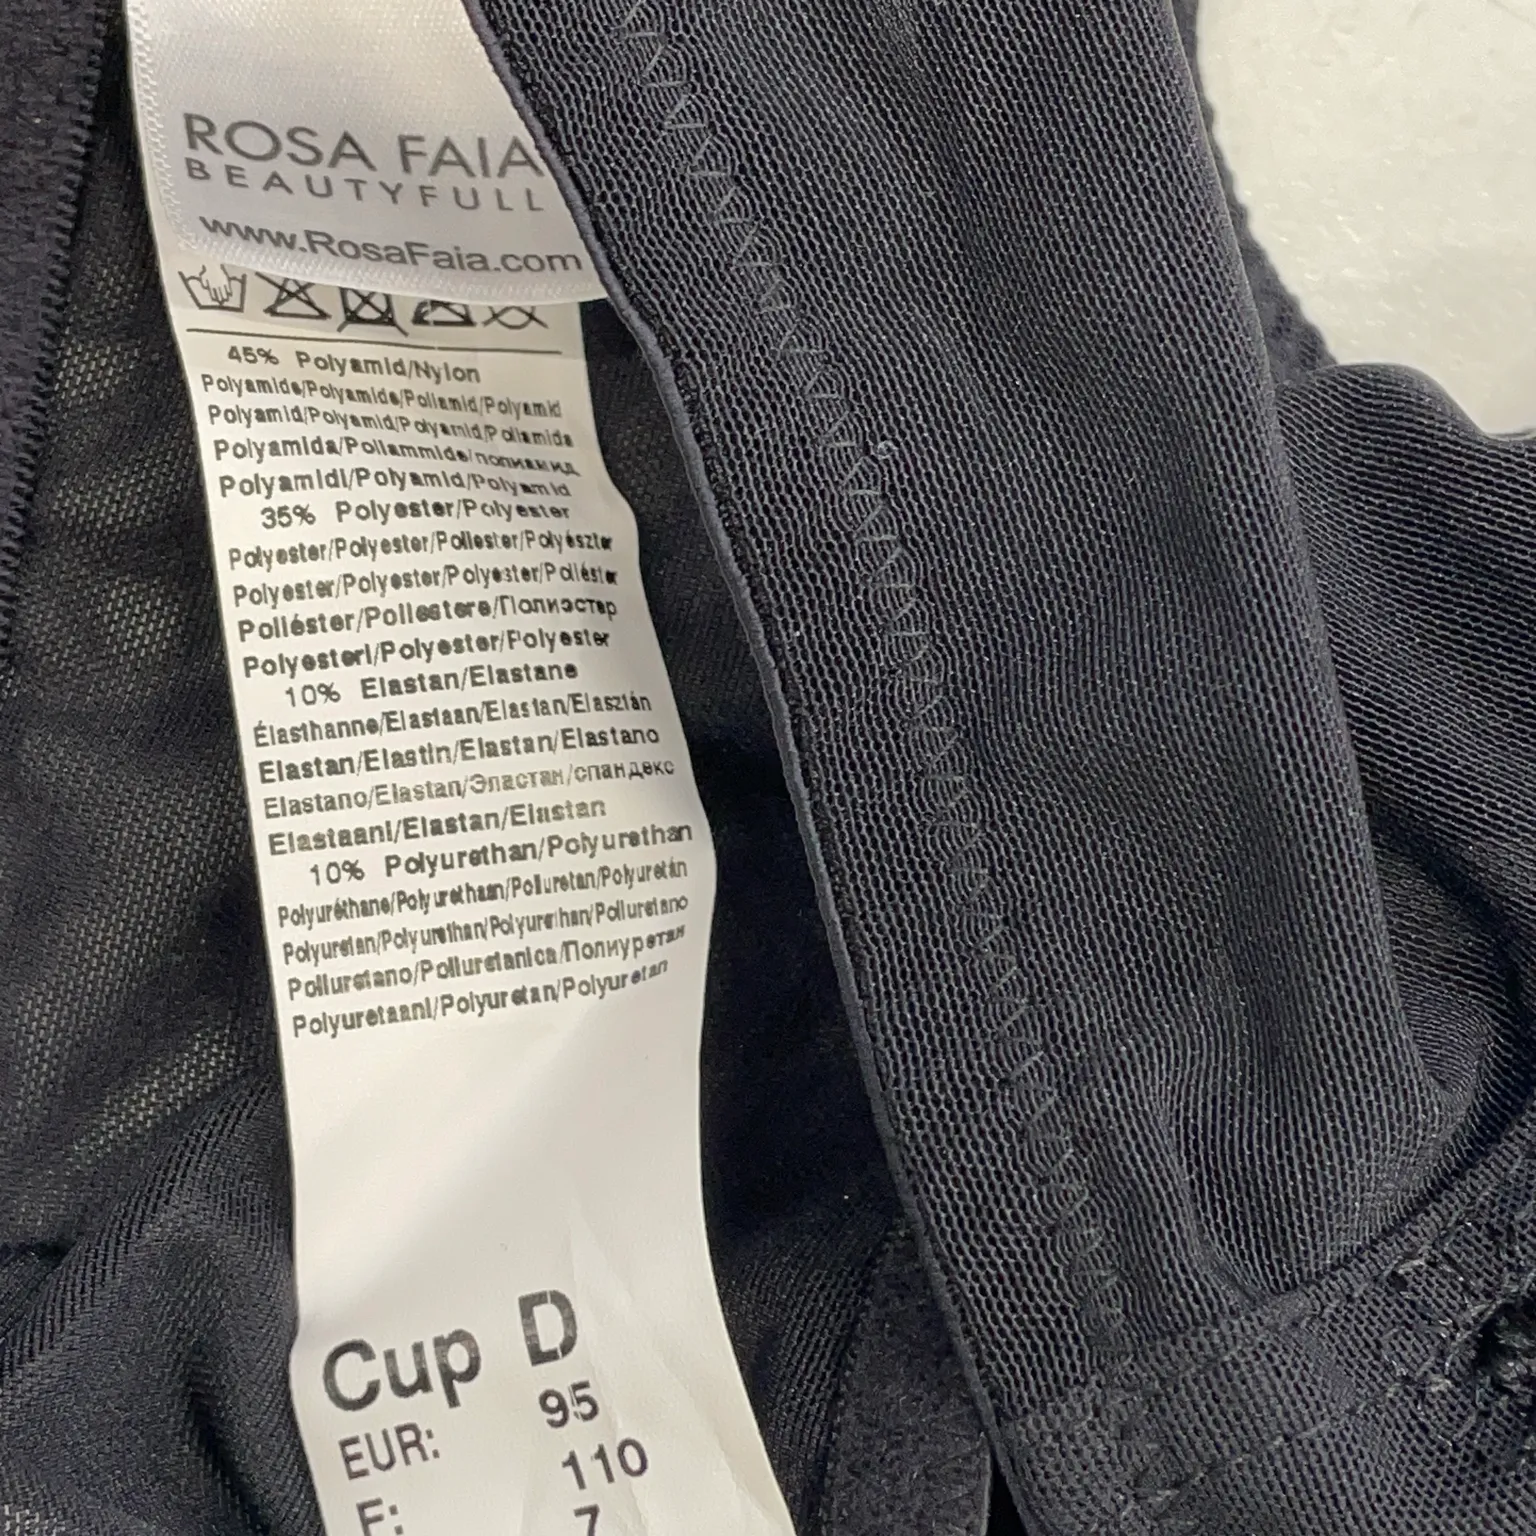 ROSA FAIA
BEAUTYFULL
www.RosaFaia.com
45% Polyamid/Nylon
Polyamide/Polyamide/Poliamid/Polyamid
Polyamid/Polyamid/Polyamid/Poliamida
Polyamida/Poliammide/полиамид
Polyamidi/Polyamid/Polyamid
35% Polyester/Polyester
Polyester/Polyester/Poliester/Polyészter
Polyester/Polyester/Polyester/Poliéster
Poliéster/Poliestere/Полиэстер
Polyesteri/Polyester/Polyester
10% Elastan/Elastane
Élasthanne/Elastaan/Elastan/Elasztán
Elastan/Elastin/Elastan/Elastano
Elastano/Elastan/Эластан/спандекс
Elastaani/Elastan/Elastan
10% Polyurethan/Polyurethan
Polyuréthane/Polyurethaan/Poliuretan/Polyuretán
Polyuretan/Polyurethan/Polyurethan/Poliuretano
Poliuretano/Poliuretanica/Полиуретан
Polyuretaani/Polyuretan/Polyuretan
Cup D
EUR: 95
F: 110
7